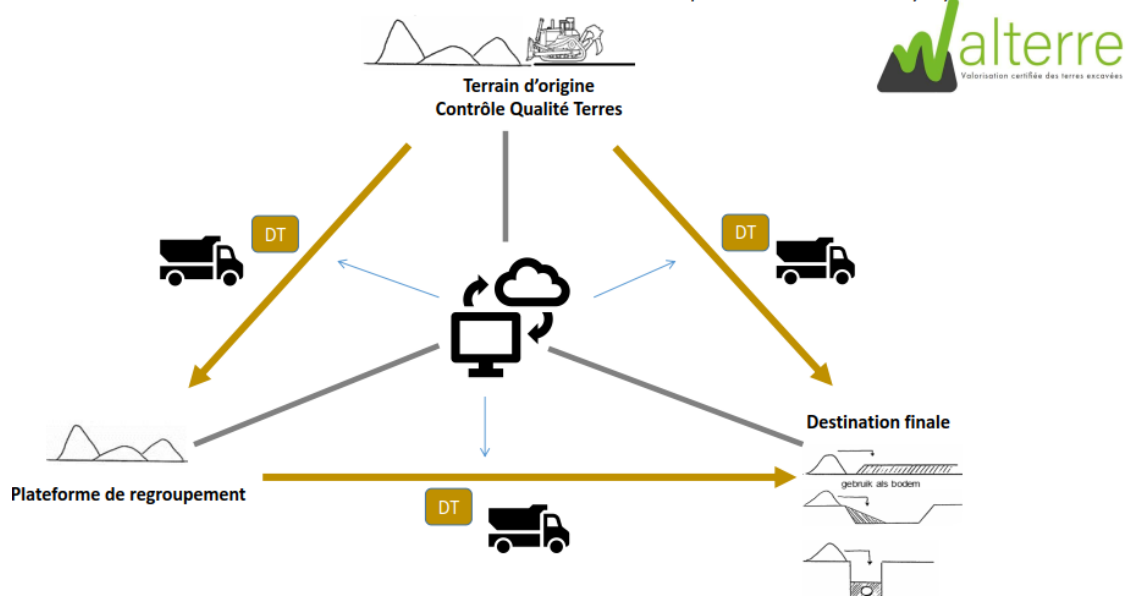 alterre
Valorisation certifiée des terres excavées
Terrain d'origine
Contrôle Qualité Terres
DT
DT
Destination finale
gebruik als bodem
Plateforme de regroupement
DT